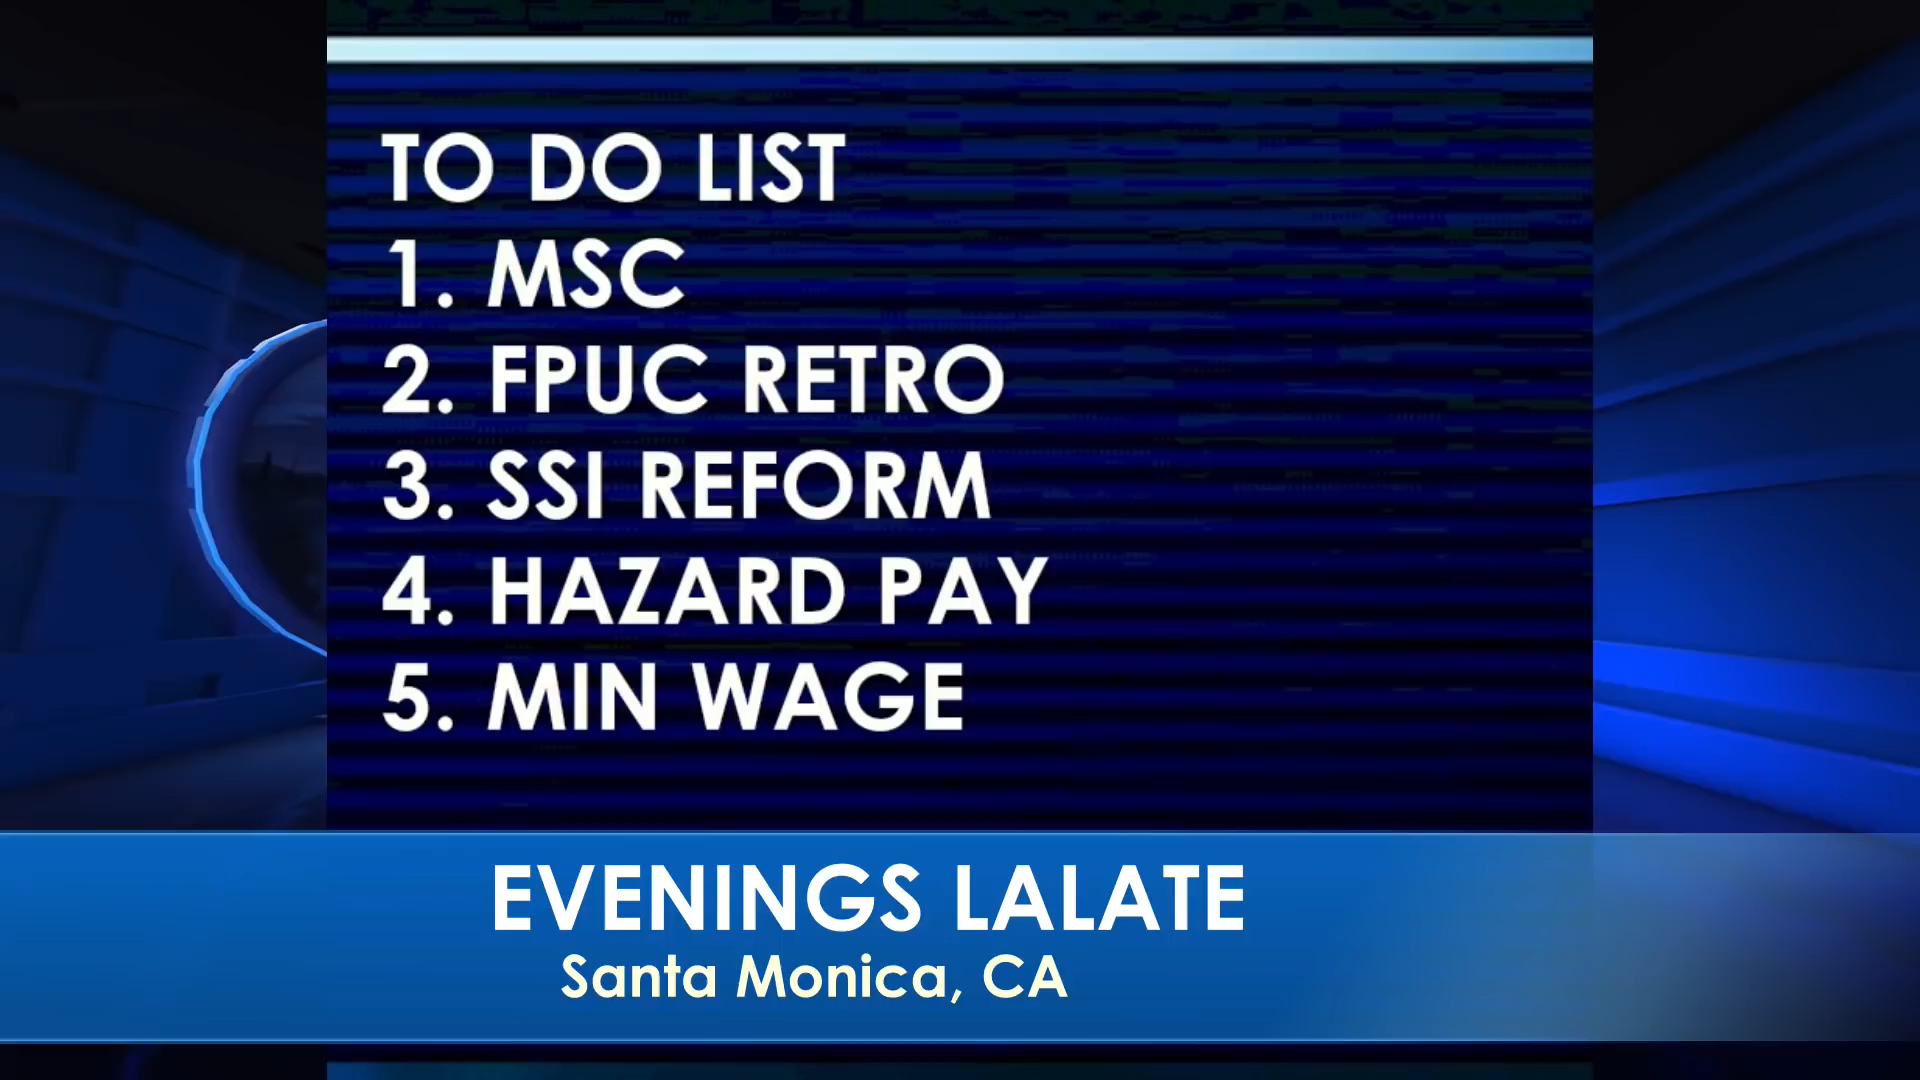 TO DO LIST
1. MSC
2. FPUC RETRO
3. SSI REFORM
4. HAZARD PAY
5. MIN WAGE
EVENINGS LALATE
Santa Monica, CA